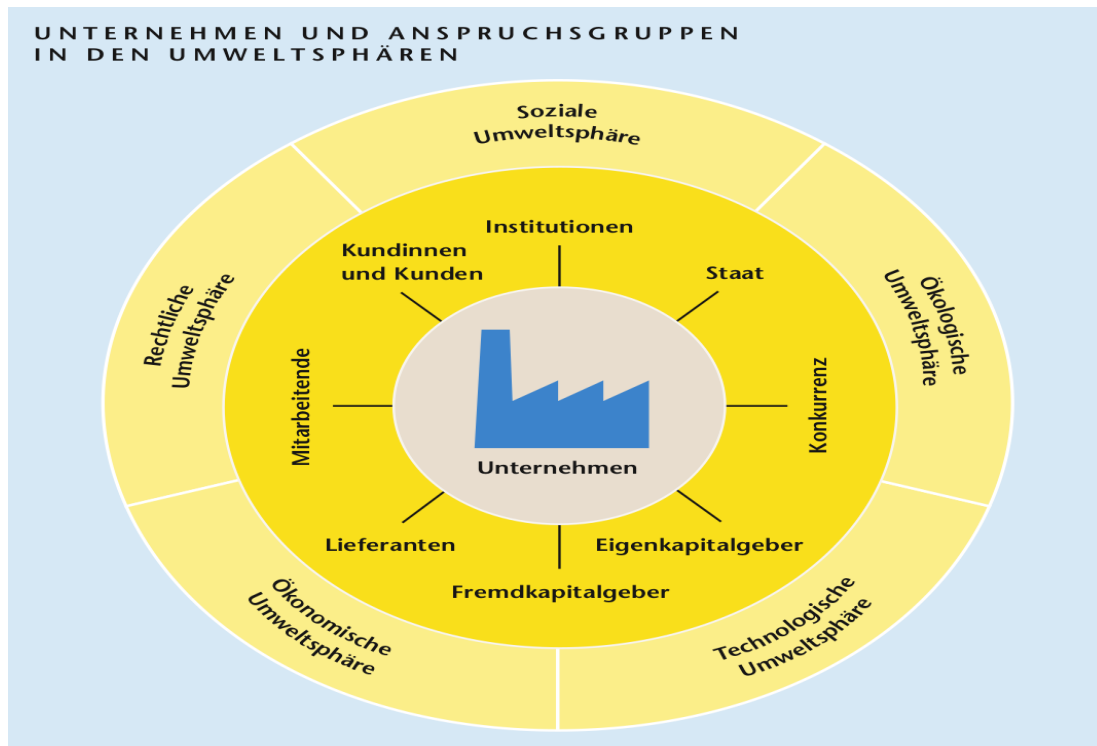 UNTERNEHMEN UND ANSPRUCHSGRUPPEN
IN DEN UMWELTSPHÄREN
Soziale
Umweltsphäre
Institutionen
Kundinnen
und Kunden
Staat
Rechtliche
Umweltsphäre
Ökologische
Umweltsphäre
Mitarbeitende
Konkurrenz
Unternehmen
Lieferanten
Eigenkapitalgeber
Fremdkapitalgeber
Ökonomische
Umweltsphäre
Technologische
Umweltsphäre